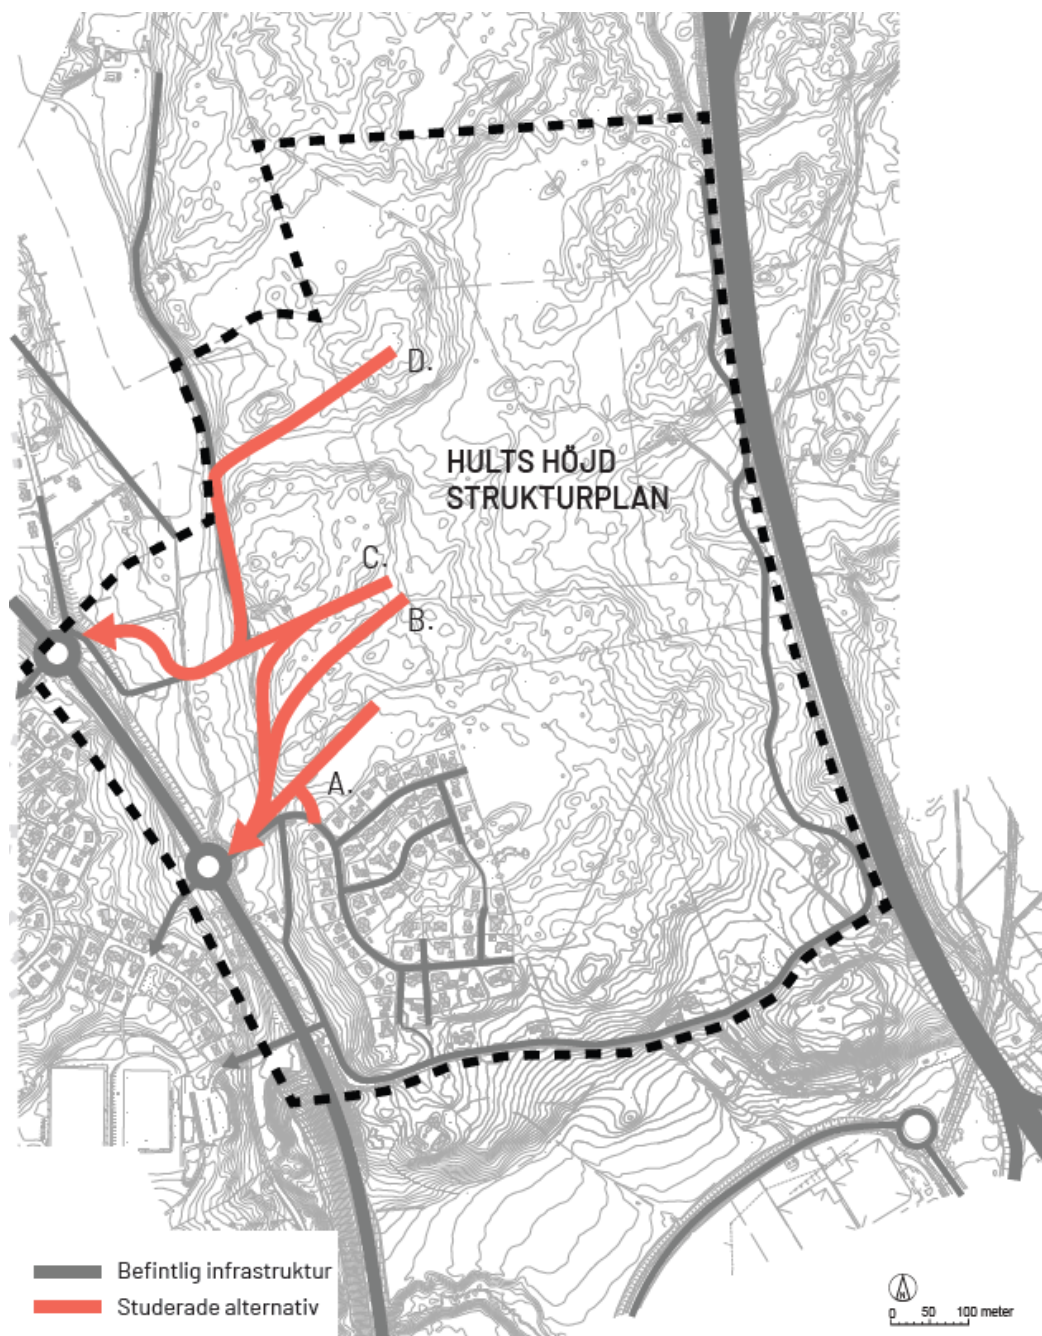 D.
HULTS HÖJD
STRUKTURPLAN
C.
B.
A.
Befintlig infrastruktur
Studerade alternativ
N
0 50 100 meter